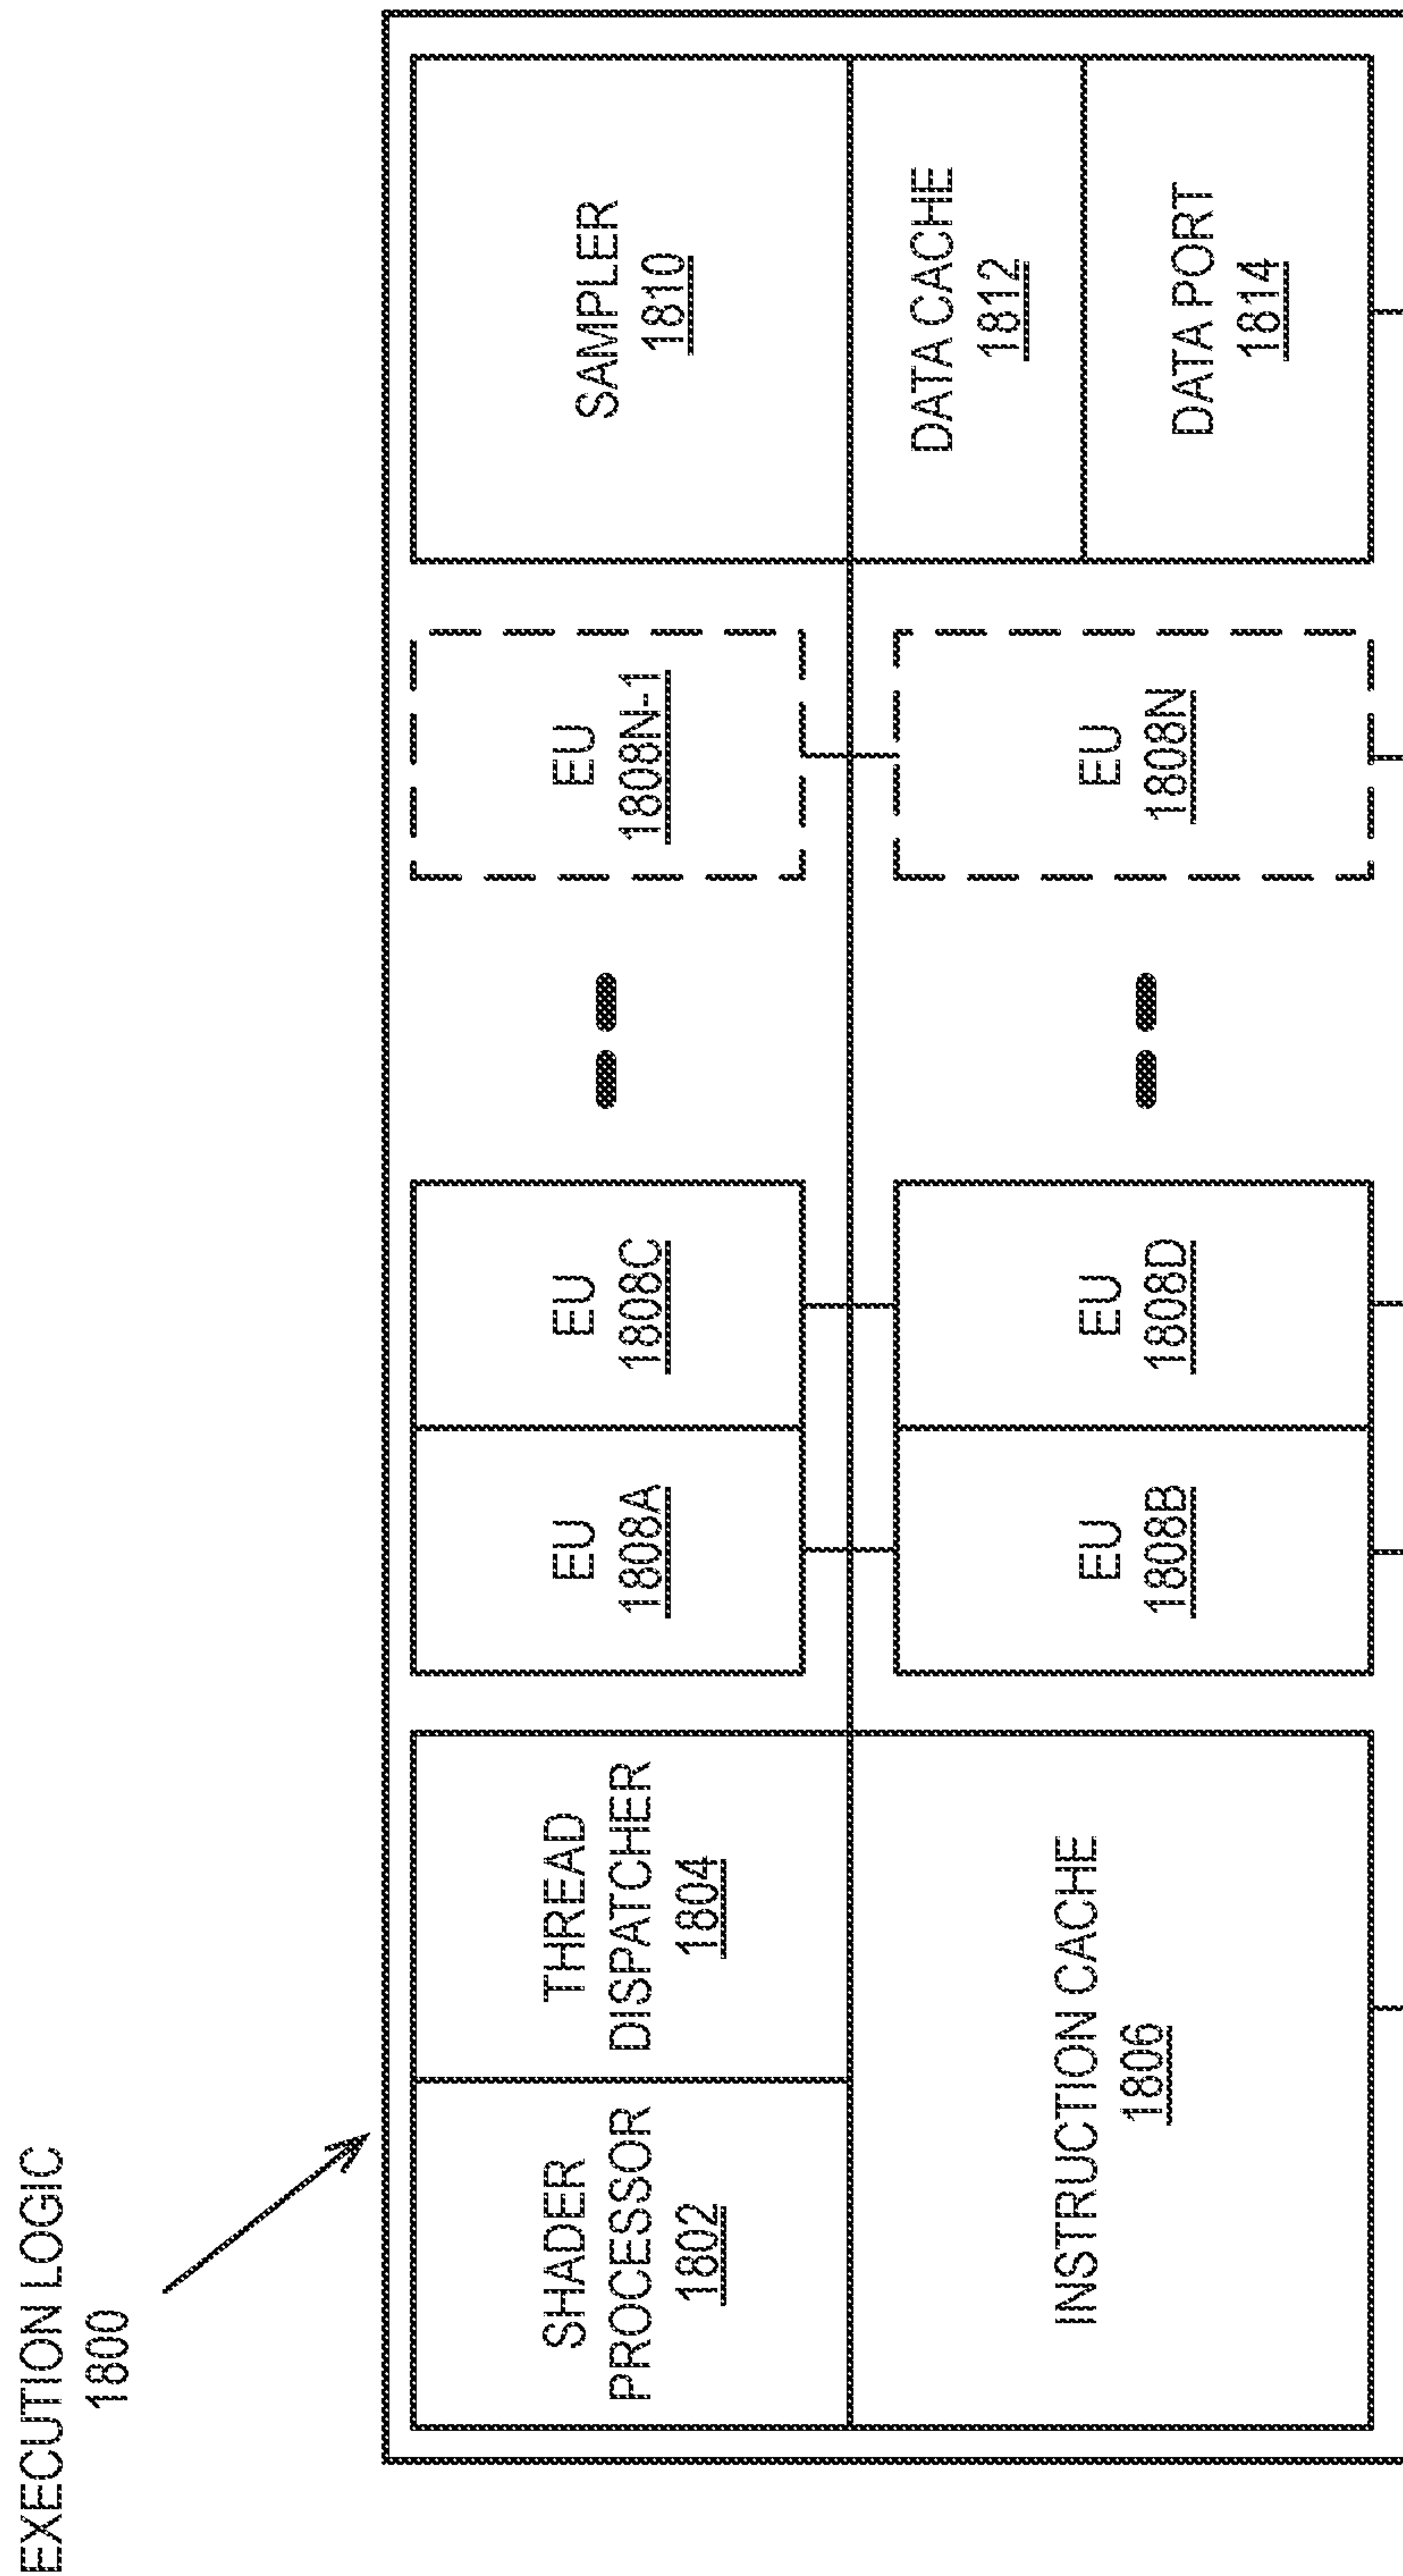 EXECUTION LOGIC
1800
SHADER
PROCESSOR
1802
THREAD
DISPATCHER
1804
INSTRUCTION CACHE
1806
EU
1808A
EU
1808C
EU
1808N-1
EU
1808B
EU
1808D
EU
1808N
SAMPLER
1810
DATA CACHE
1812
DATA PORT
1814